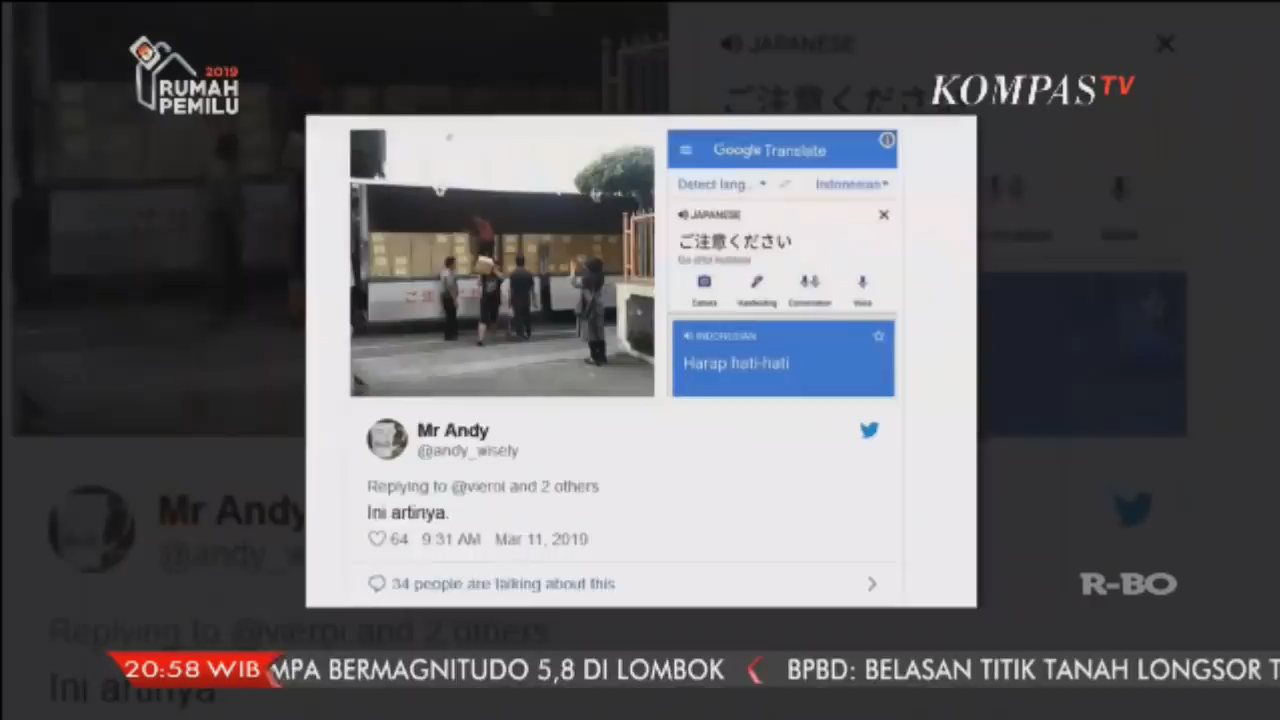 2019
RUMAH
PEMILU
KOMPAS TV
JAPANESE
Google Translate
Detect lang..
Indonesian
JAPANESE
ご注意ください
Camera
Handwriting
Conversation
Voice
INDONESIAN
Harap hati-hati
Mr Andy
@andy_wisely
Replying to @vieroi and 2 others
Ini artinya.
64 9:31 AM Mar 11, 2019
34 people are talking about this
R-BO
20:58 WIB
MPA BERMAGNITUDO 5,8 DI LOMBOK
BPBD: BELASAN TITIK TANAH LONGSOR T